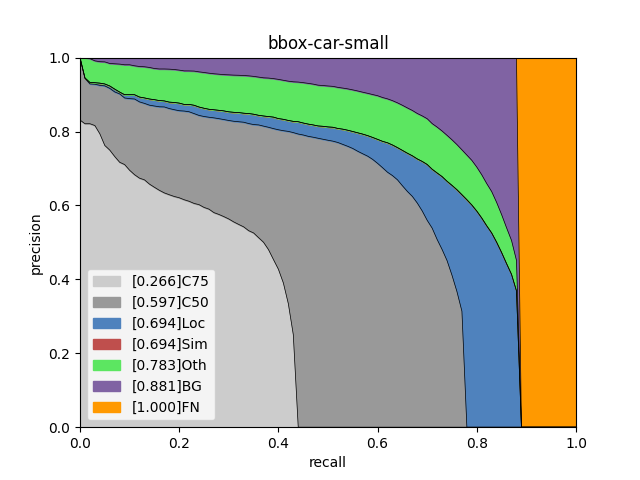 bbox-car-small
1.0
0.8
0.6
0.4
0.2
0.0
precision
[0.266]C75
[0.597]C50
[0.694]Loc
[0.694]Sim
[0.783]Oth
[0.881]BG
[1.000]FN
0.0 0.2 0.4 0.6 0.8 1.0
recall